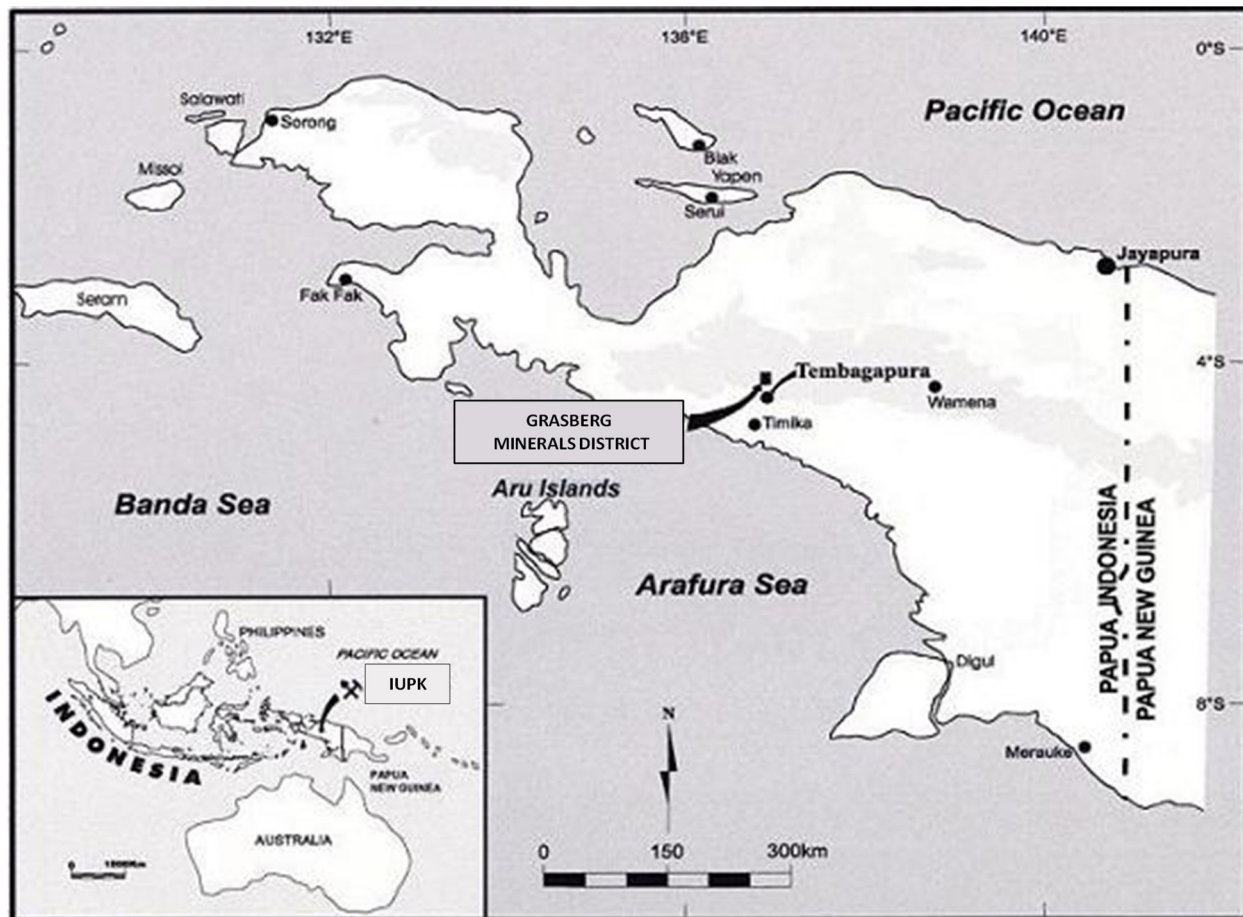 132°E
136°E
140°E
0°S
Pacific Ocean
Salawati
Sorong
Missol
Biak
Yapen
Serui
Jayapura
Fak Fak
Seram
4°S
Tembagapura
Wamena
GRASBERG
MINERALS DISTRICT
Timika
Aru Islands
Banda Sea
Arafura Sea
PAPUA, INDONESIA
PAPUA NEW GUINEA
Digul
8°S
Merauke
N
0
150
300km
PHILIPPINES
PACIFIC OCEAN
IUPK
INDONESIA
PAPUA
NEW GUINEA
AUSTRALIA
0